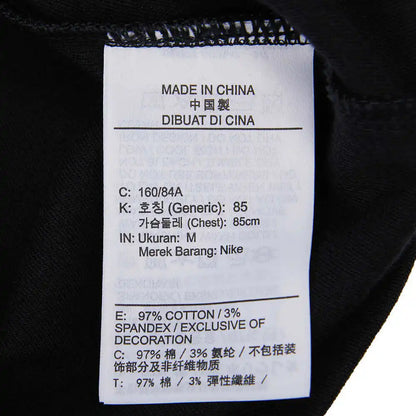 MADE IN CHINA
中国製
DIBUAT DI CINA
C: 160/84A
K: 호칭 (Generic): 85
가슴둘레 (Chest): 85cm
IN: Ukuran: M
Merek Barang: Nike
E: 97% COTTON / 3%
SPANDEX / EXCLUSIVE OF
DECORATION
C: 97% 棉 / 3% 氨纶 / 不包括装
饰部分及非纤维物质
T: 97% 棉 / 3% 彈性纖維 /